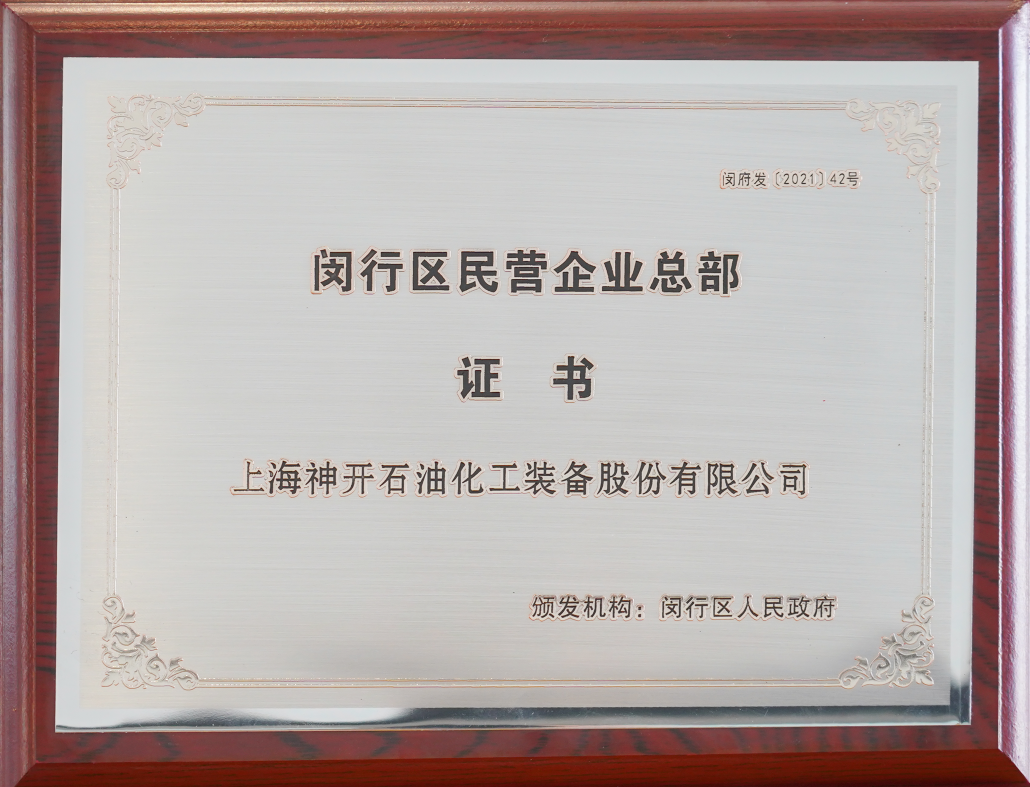 闵府发〔2021〕42号
闵行区民营企业总部
证 书
上海神开石油化工装备股份有限公司
颁发机构：闵行区人民政府